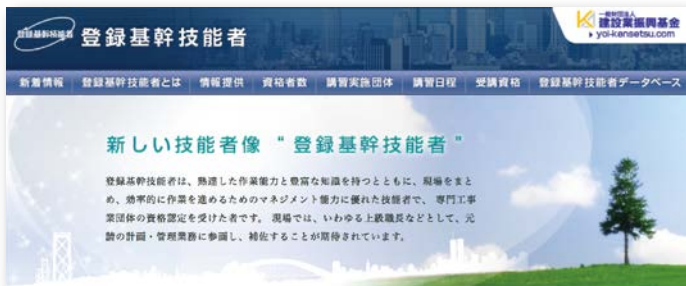 登録基幹技能者
登録基幹技能者
一般財団法人
建設業振興基金
yoi-kensetsu.com
新着情報 登録基幹技能者とは 情報提供 資格者数 講習実施団体 講習日程 受講資格 登録基幹技能者データベース
新しい技能者像 “登録基幹技能者”
登録基幹技能者は、熟達した作業能力と豊富な知識を持つとともに、現場をまと
め、効率的に作業を進めるためのマネジメント能力に優れた技能者で、専門工事
業団体の資格認定を受けた者です。 現場では、いわゆる上級職長などとして、元
請の計画・管理業務に参画し、補佐することが期待されています。